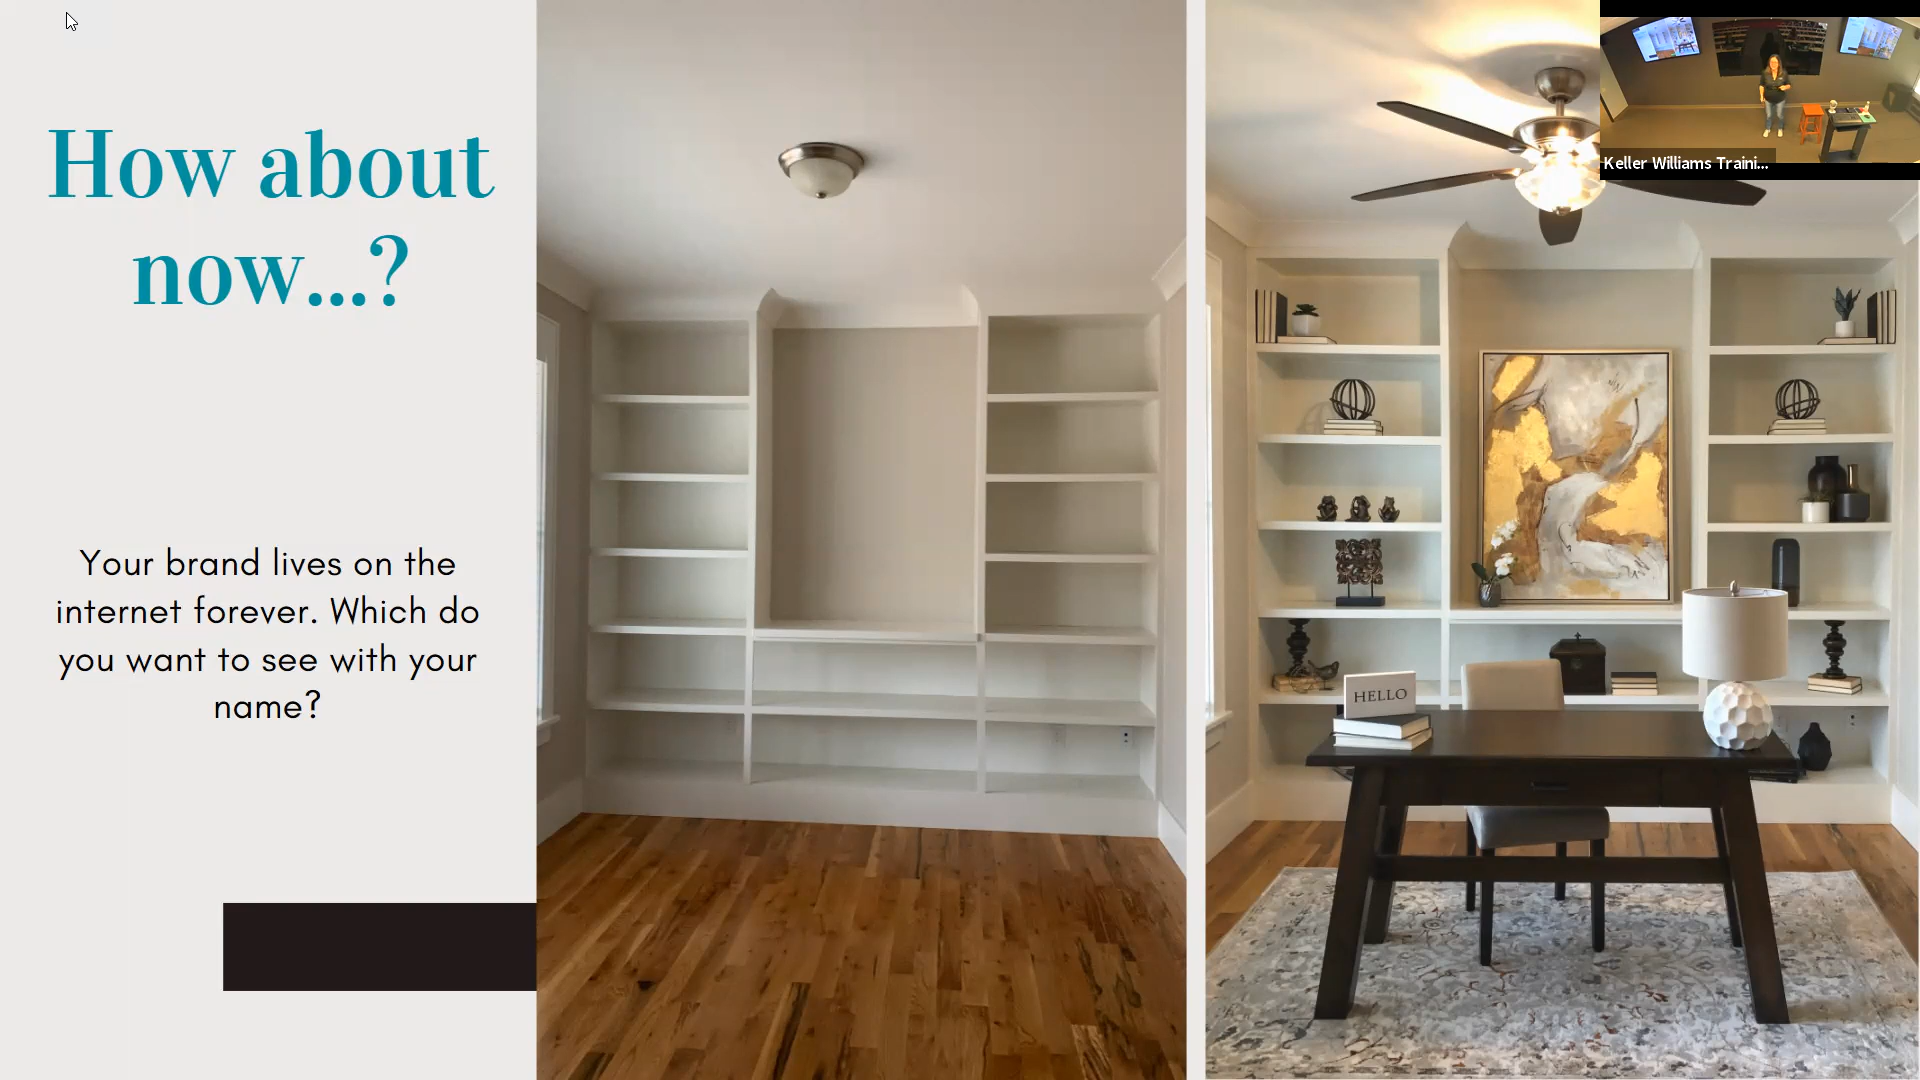 How about
now...?
Your brand lives on the
internet forever. Which do
you want to see with your
name?
HELLO
Keller Williams Traini...